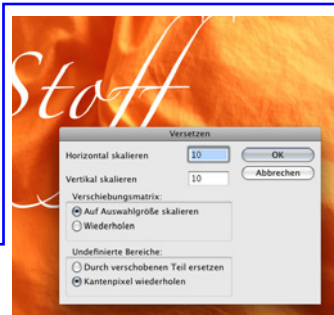 Stoff
Versetzen
Horizontal skalieren 10 OK
Vertikal skalieren 10 Abbrechen
Verschiebungsmatrix:
Auf Auswahlgröße skalieren
Wiederholen
Undefinierte Bereiche:
Durch verschobenen Teil ersetzen
Kantenpixel wiederholen